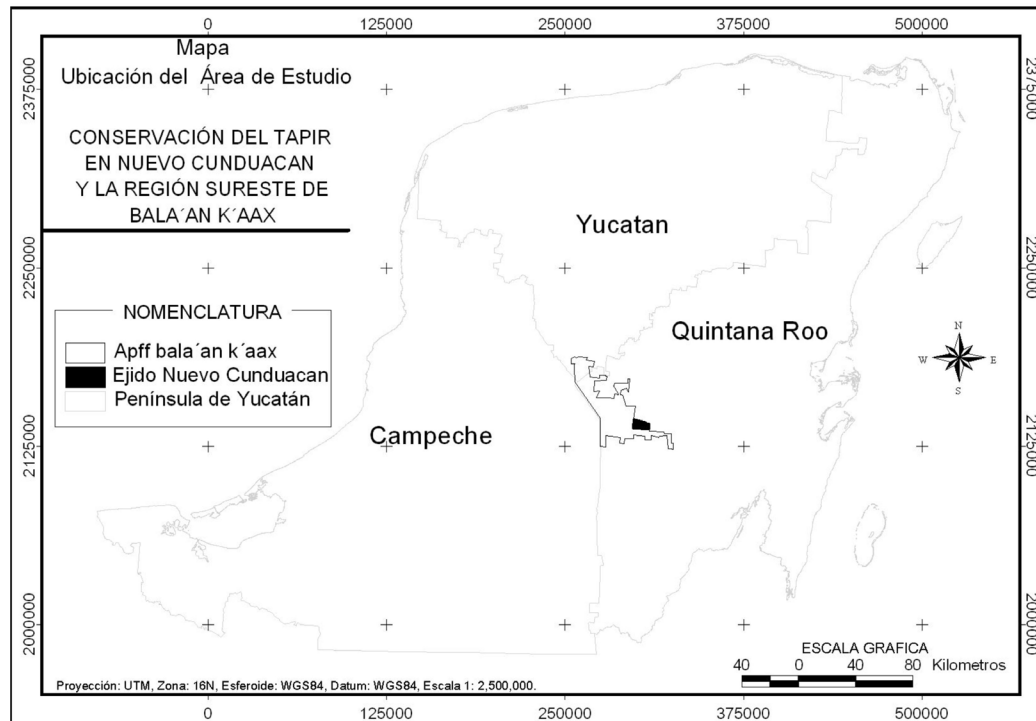 0 125000 250000 375000 500000
Mapa
Ubicación del Área de Estudio
CONSERVACIÓN DEL TAPIR
EN NUEVO CUNDUACAN
Y LA REGIÓN SURESTE DE
BALA´AN K´AAX
NOMENCLATURA
Apff bala´an k´aax
Ejido Nuevo Cunduacan
Península de Yucatán
Yucatan
Quintana Roo
Campeche
N
W E
S
2375000
2250000
2125000
2000000
2375000
2250000
2125000
2000000
ESCALA GRAFICA
40 0 40 80 Kilometros
Proyección: UTM, Zona: 16N, Esferoide: WGS84, Datum: WGS84, Escala 1: 2,500,000.
0 125000 250000 375000 500000